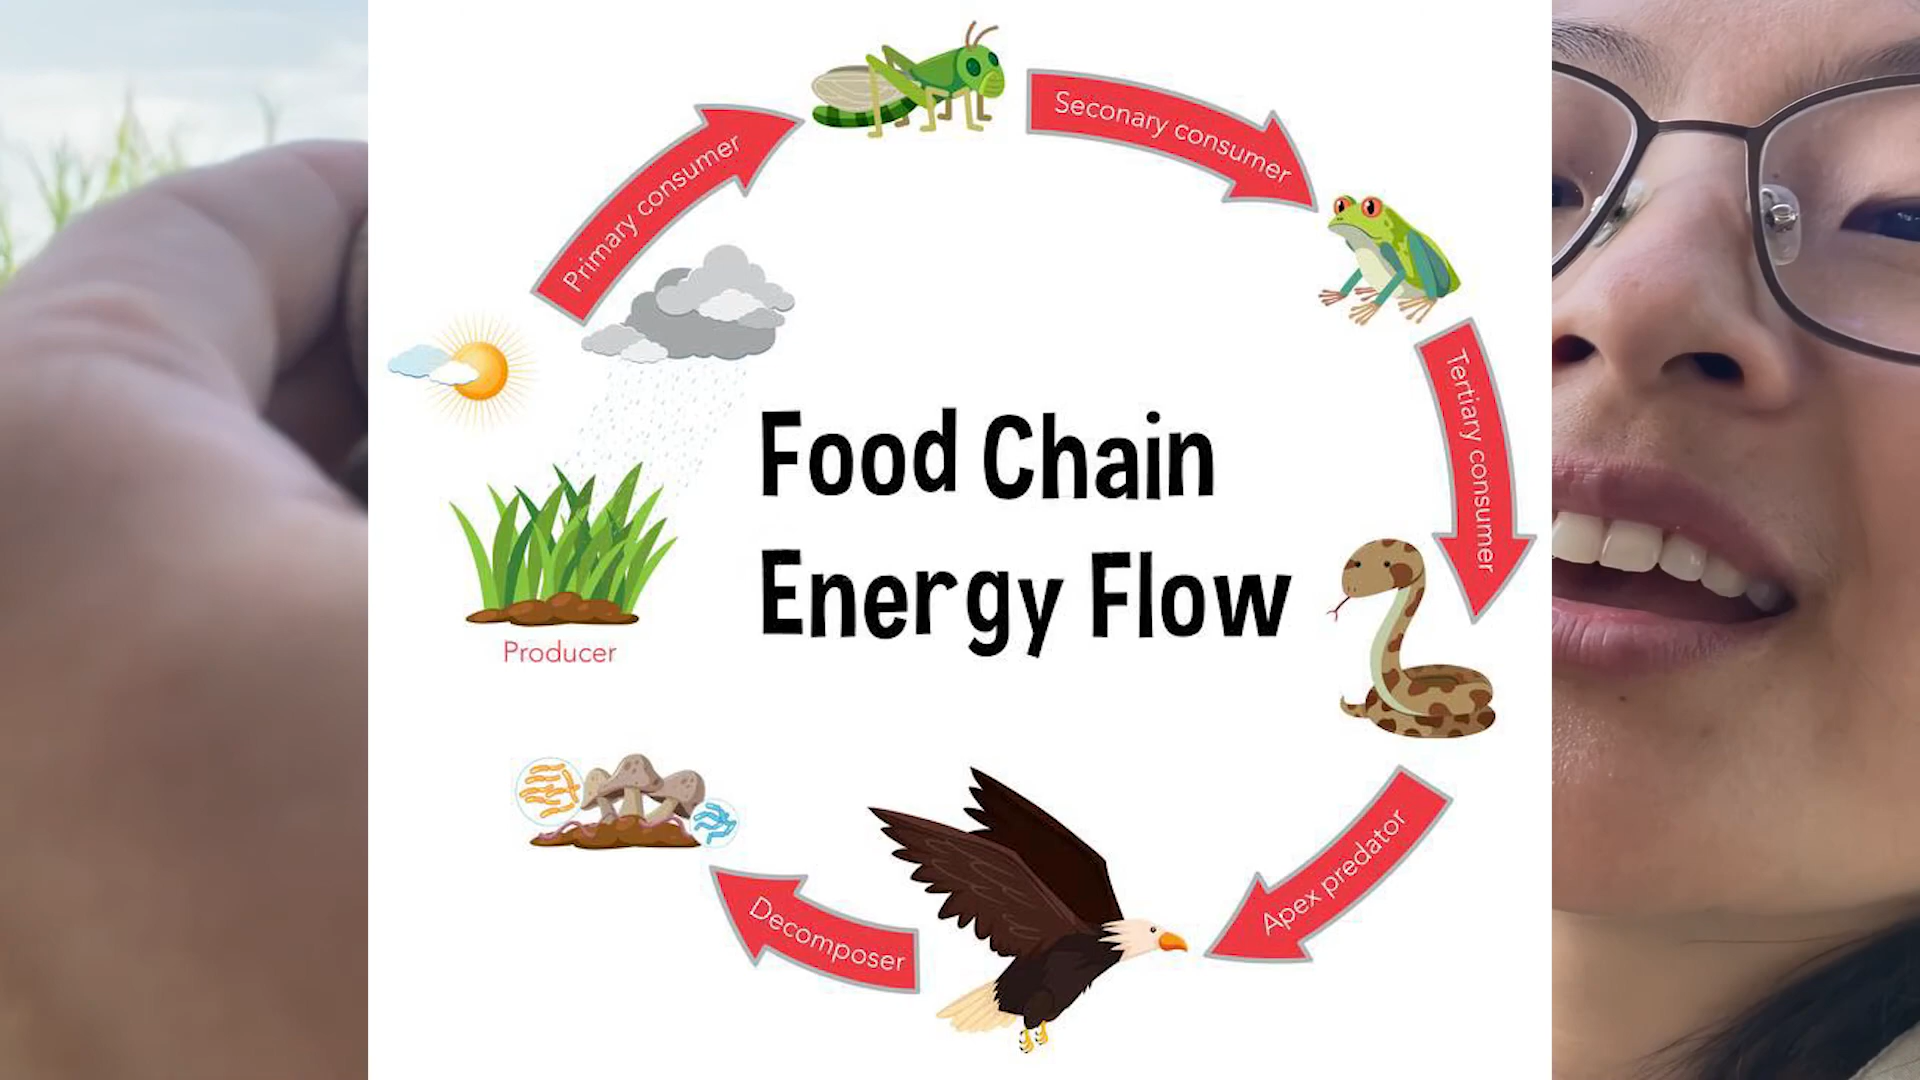 Primary consumer
Seconary consumer
Tertiary consumer
Food Chain
Energy Flow
Producer
Apex predator
Decomposer